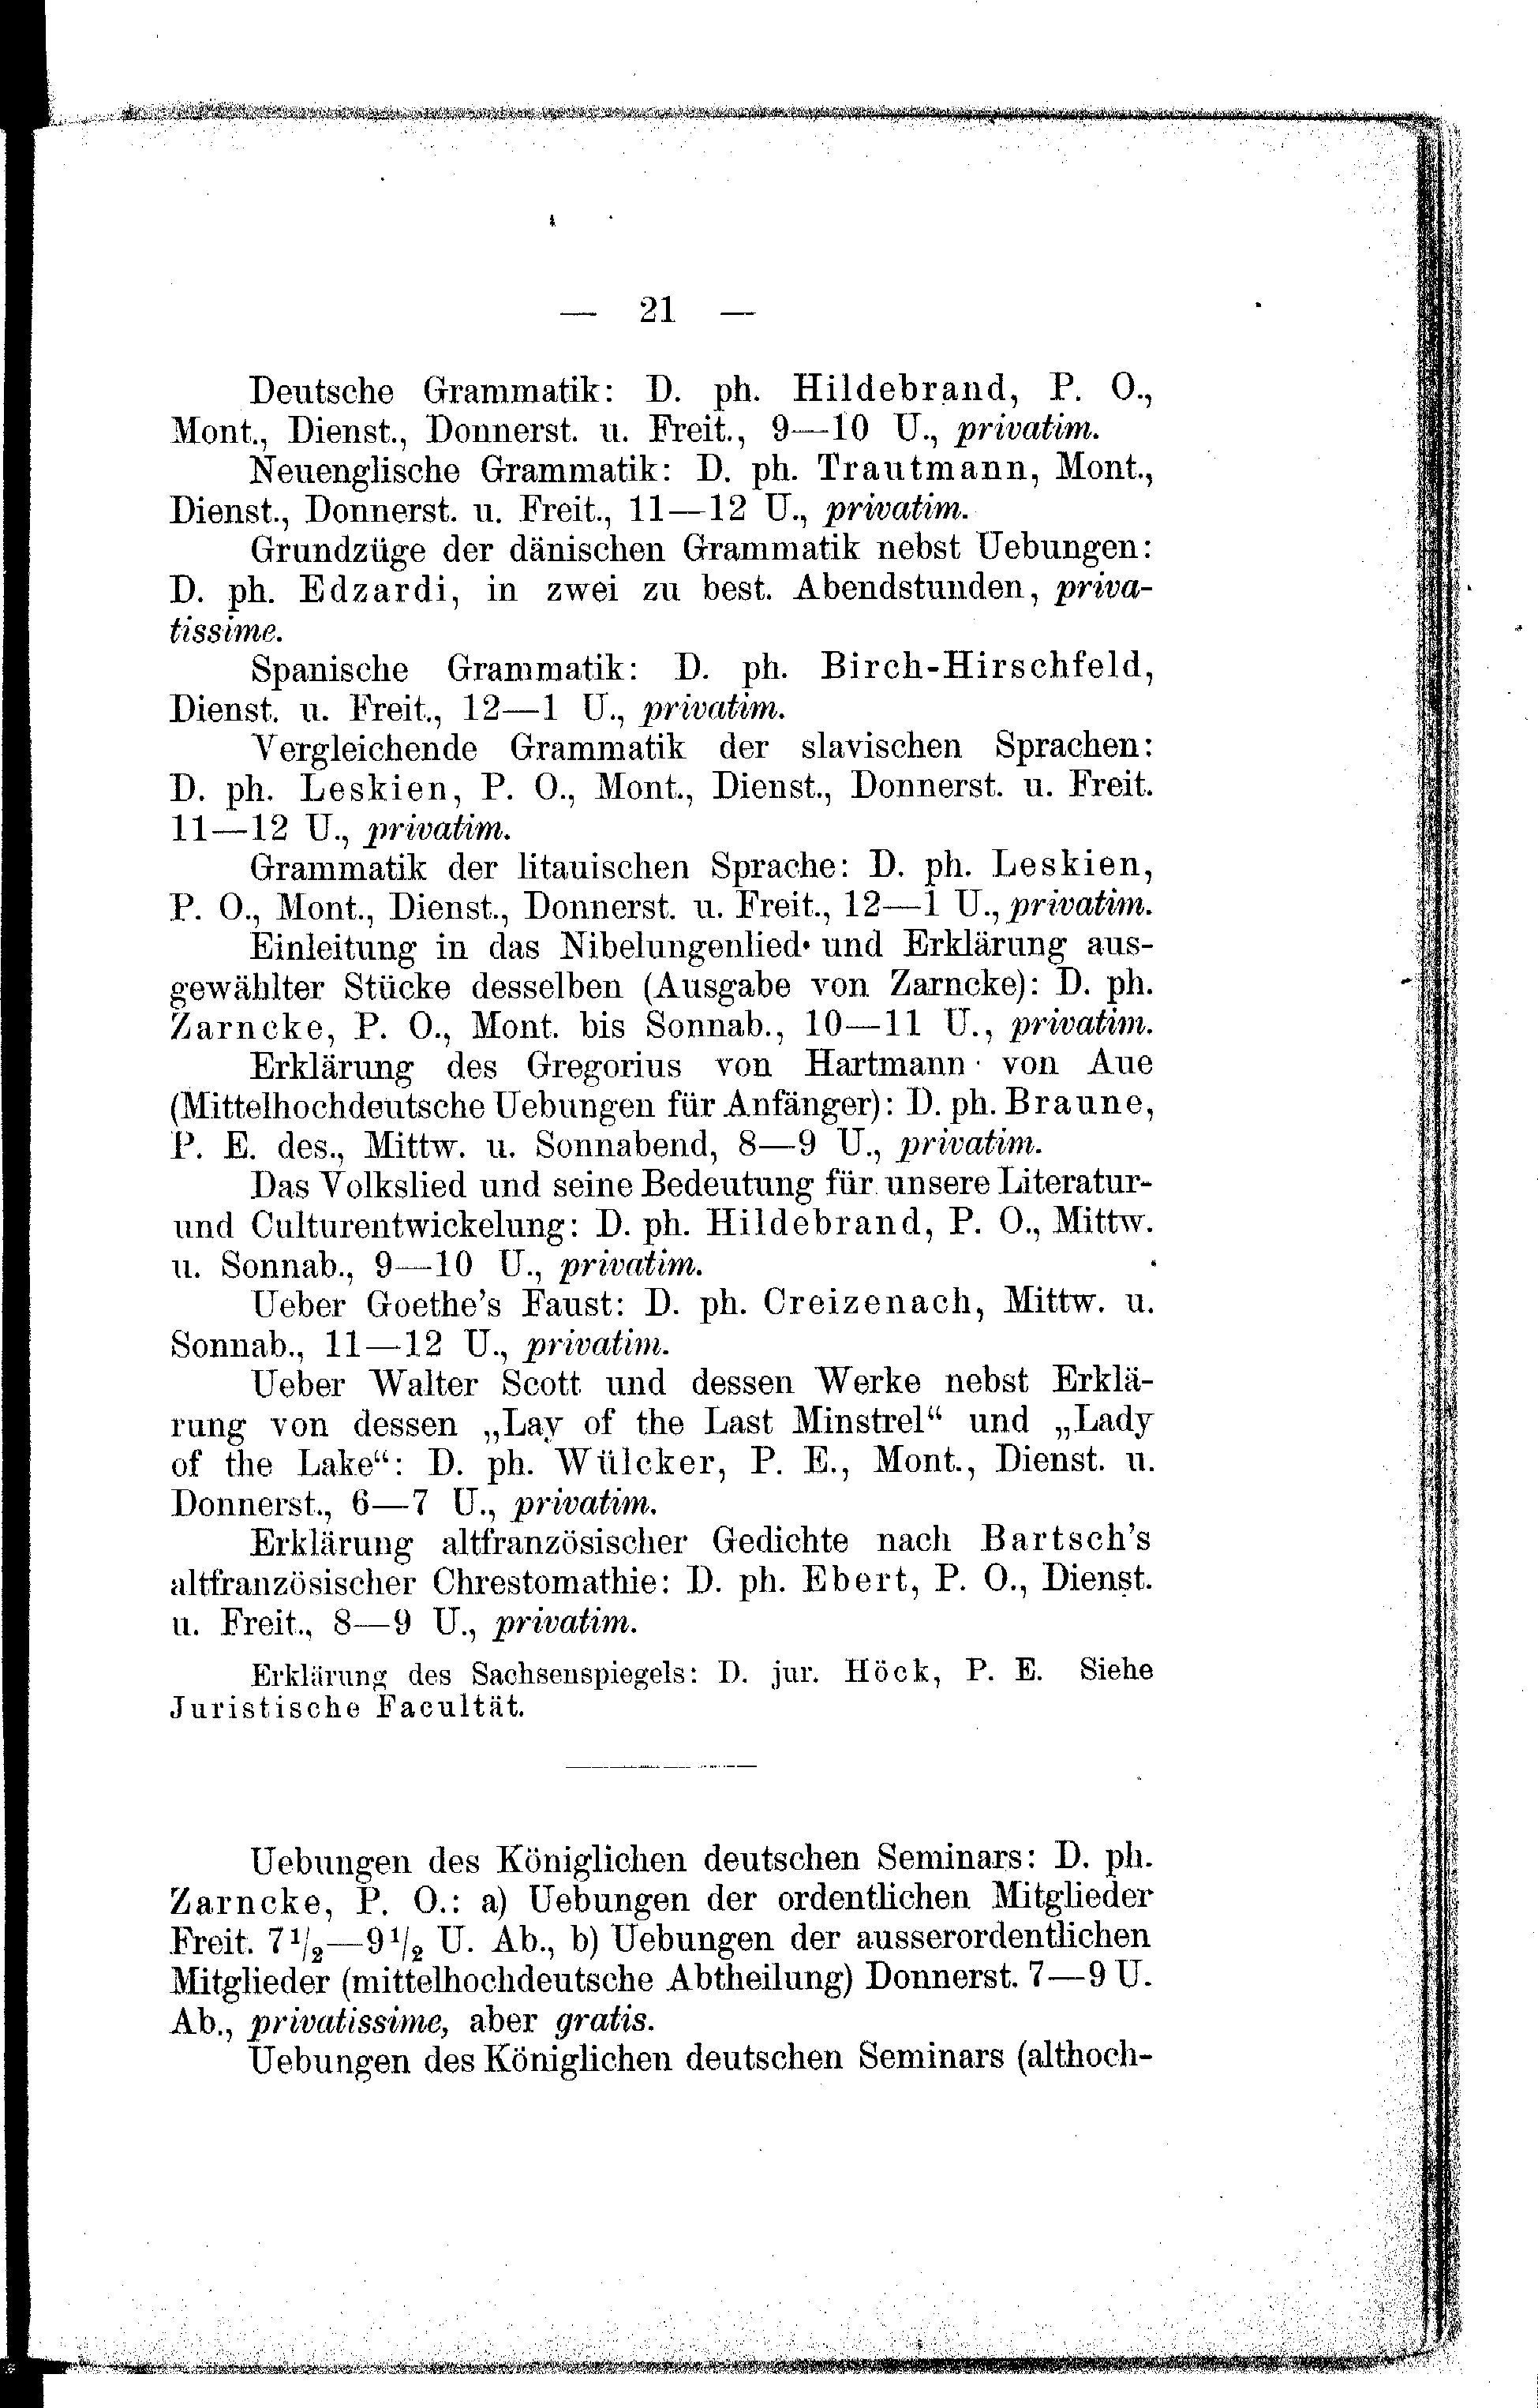 — 21 —
Deutsche Grammatik: D. ph. Hildebrand, P. O.,
Mont., Dienst., Donnerst. u. Freit., 9—10 U., privatim.
Neuenglische Grammatik: D. ph. Trautmann, Mont.,
Dienst., Donnerst. u. Freit., 11—12 U., privatim.
Grundzüge der dänischen Grammatik nebst Uebungen:
D. ph. Edzardi, in zwei zu best. Abendstunden, priva-
tissime.
Spanische Grammatik: D. ph. Birch-Hirschfeld,
Dienst. u. Freit., 12—1 U., privatim.
Vergleichende Grammatik der slavischen Sprachen:
D. ph. Leskien, P. O., Mont., Dienst., Donnerst. u. Freit.
11—12 U., privatim.
Grammatik der litauischen Sprache: D. ph. Leskien,
P. O., Mont., Dienst., Donnerst. u. Freit., 12—1 U., privatim.
Einleitung in das Nibelungenlied und Erklärung aus-
gewählter Stücke desselben (Ausgabe von Zarncke): D. ph.
Zarncke, P. O., Mont. bis Sonnab., 10—11 U., privatim.
Erklärung des Gregorius von Hartmann von Aue
(Mittelhochdeutsche Uebungen für Anfänger): D. ph. Braune,
P. E. des., Mittw. u. Sonnabend, 8—9 U., privatim.
Das Volkslied und seine Bedeutung für unsere Literatur-
und Culturentwickelung: D. ph. Hildebrand, P. O., Mittw.
u. Sonnab., 9—10 U., privatim.
Ueber Goethe's Faust: D. ph. Creizenach, Mittw. u.
Sonnab., 11—12 U., privatim.
Ueber Walter Scott und dessen Werke nebst Erklä-
rung von dessen „Lay of the Last Minstrel“ und „Lady
of the Lake“: D. ph. Wülcker, P. E., Mont., Dienst. u.
Donnerst., 6—7 U., privatim.
Erklärung altfranzösischer Gedichte nach Bartsch's
altfranzösischer Chrestomathie: D. ph. Ebert, P. O., Dienst.
u. Freit., 8—9 U., privatim.
Erklärung des Sachsenspiegels: D. jur. Höck, P. E. Siehe
Juristische Facultät.
Uebungen des Königlichen deutschen Seminars: D. ph.
Zarncke, P. O.: a) Uebungen der ordentlichen Mitglieder
Freit. 7 1/2—9 1/2 U. Ab., b) Uebungen der ausserordentlichen
Mitglieder (mittelhochdeutsche Abtheilung) Donnerst. 7—9 U.
Ab., privatissime, aber gratis.
Uebungen des Königlichen deutschen Seminars (althoch-